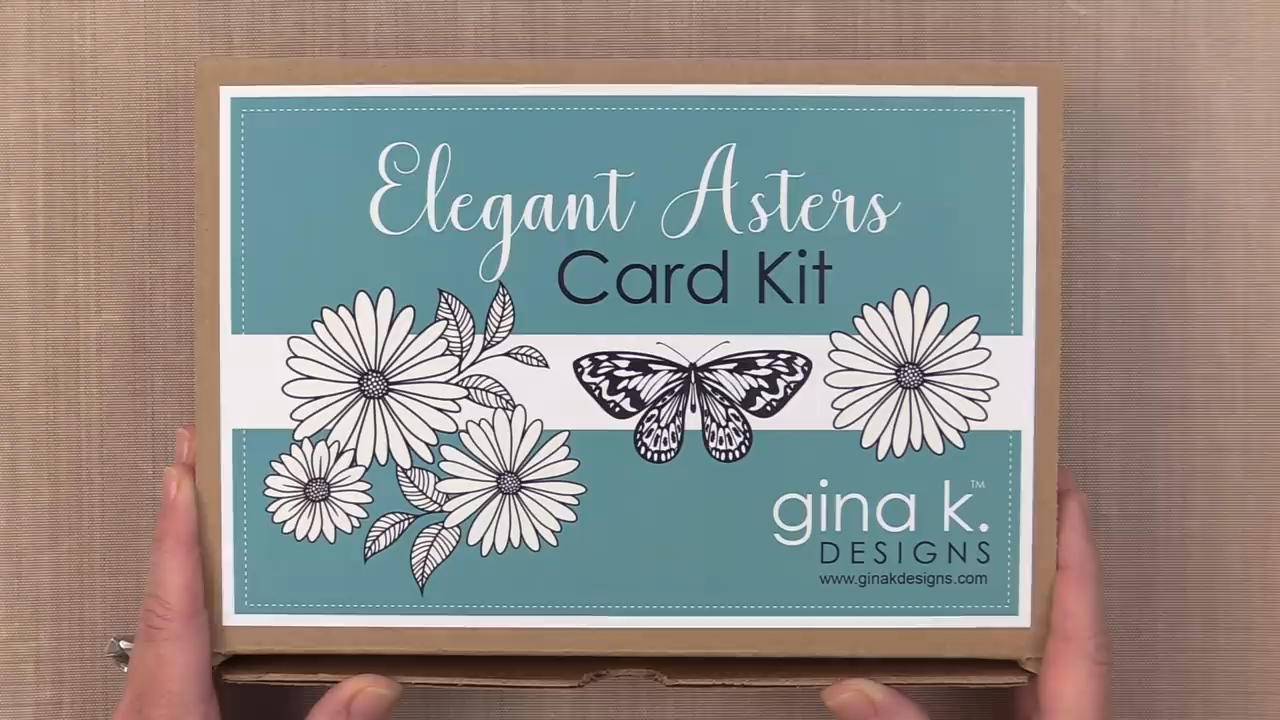 Elegant Asters
Card Kit
gina k.™
DESIGNS
www.ginakdesigns.com